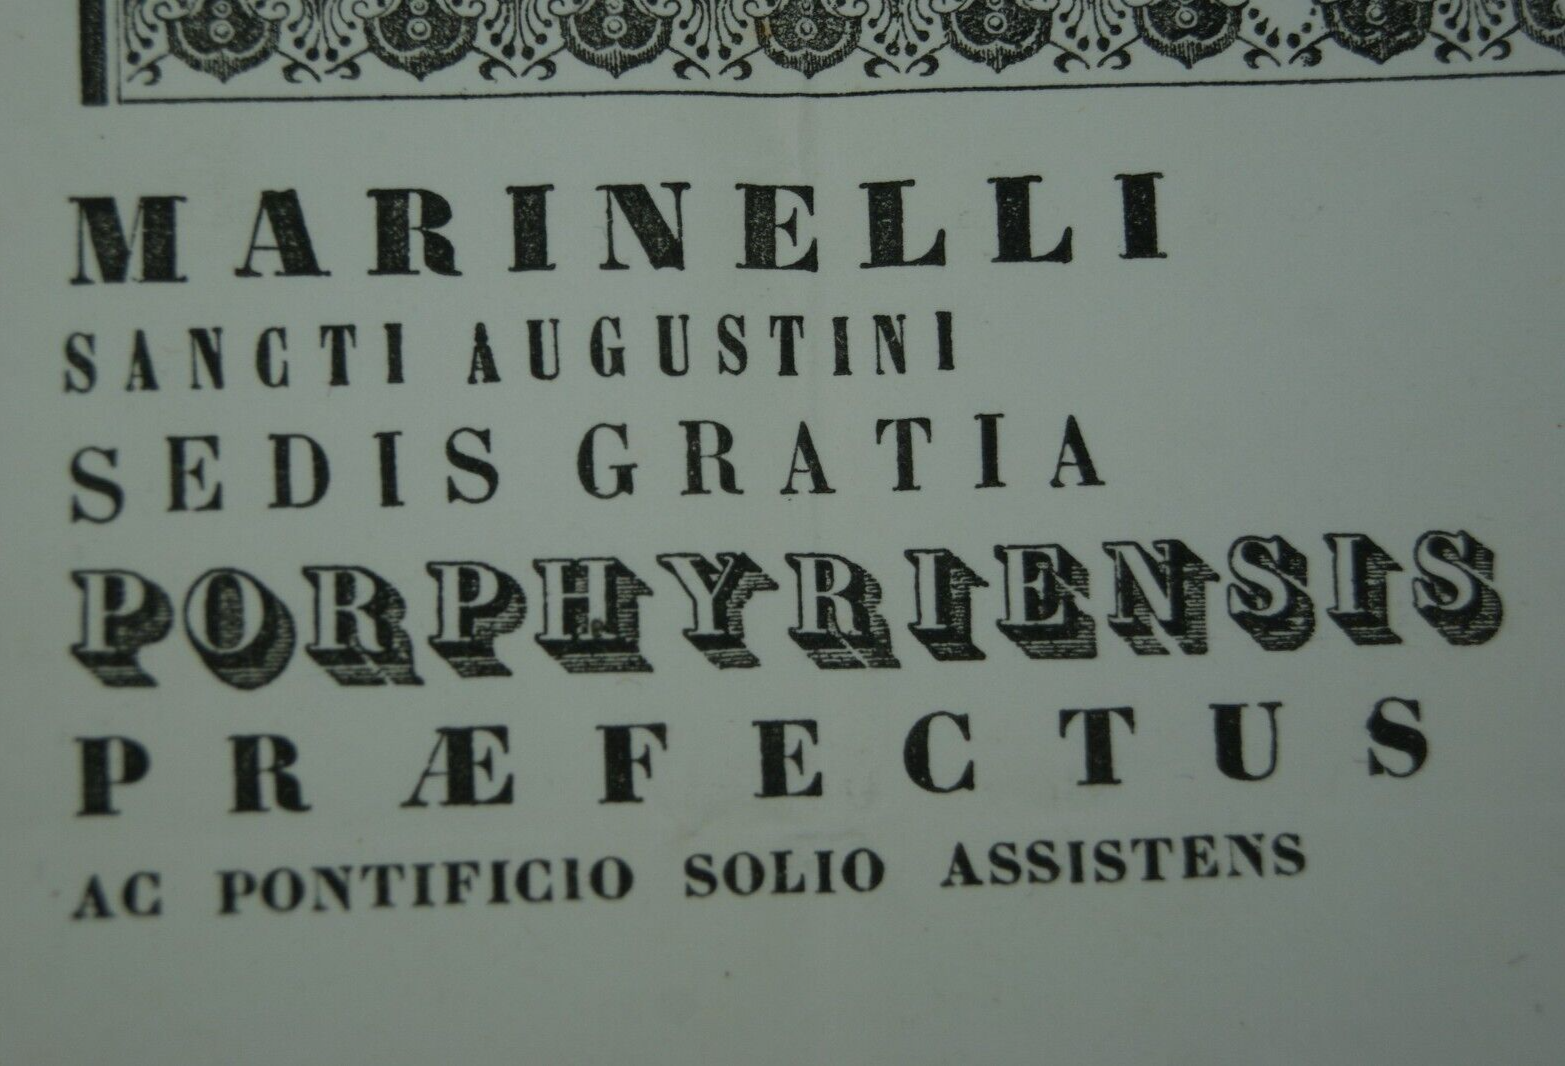 MARINELLI
SANCTI AUGUSTINI
SEDIS GRATIA
PORPHYRIENSIS
PRÆFECTUS
AC PONTIFICIO SOLIO ASSISTENS